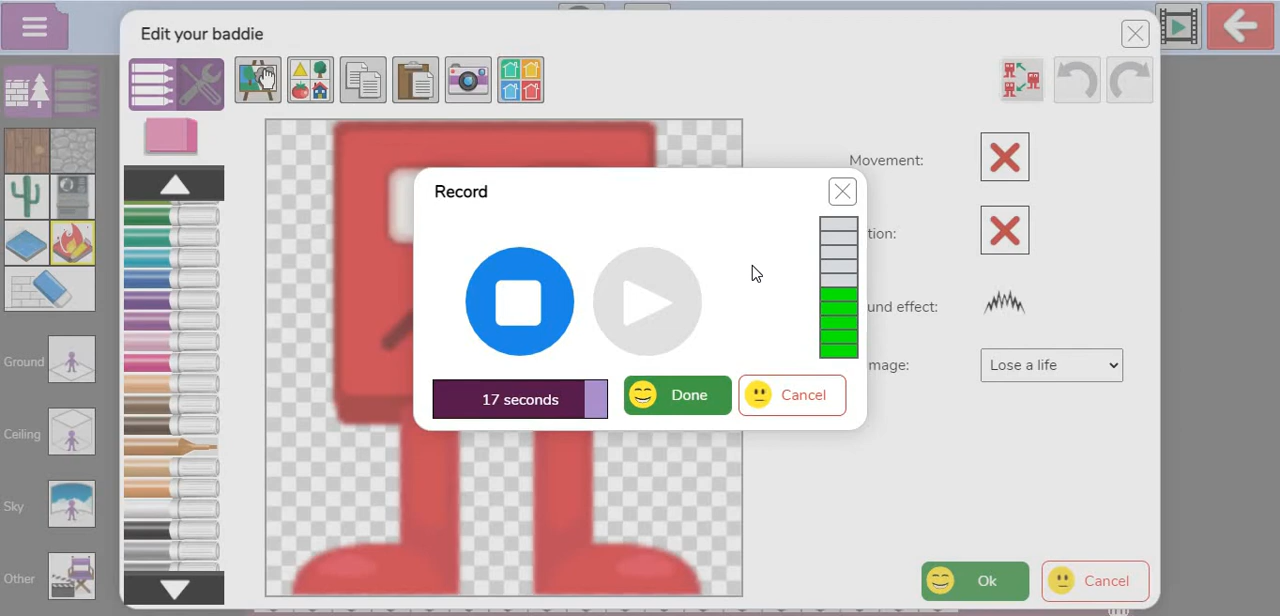 Edit your baddie
Movement:
tion:
Record
und effect:
mage:
Lose a life
17 seconds
Done
Cancel
Ground
Ceiling
Sky
Other
Ok
Cancel